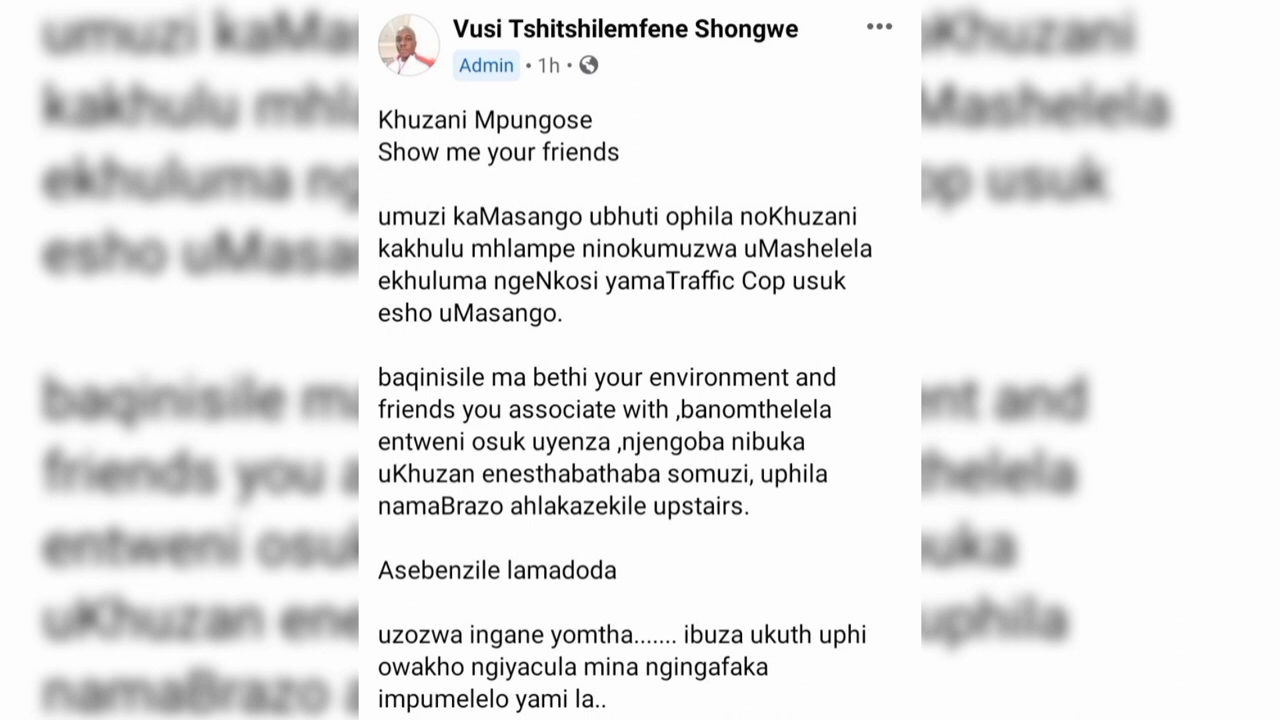 Vusi Tshitshilemfene Shongwe
Admin • 1h •
Khuzani Mpungose
Show me your friends
umuzi kaMasango ubhuti ophila noKhuzani
kakhulu mhlampe ninokumuzwa uMashelela
ekhuluma ngeNkosi yamaTraffic Cop usuk
esho uMasango.
baqinisile ma bethi your environment and
friends you associate with ,banomthelela
entweni osuk uyenza ,njengoba nibuka
uKhuzan enesthabathaba somuzi, uphila
namaBrazo ahlakazekile upstairs.
Asebenzile lamadoda
uzozwa ingane yomtha....... ibuza ukuth uphi
owakho ngiyacula mina ngingafaka
impumelelo yami la..